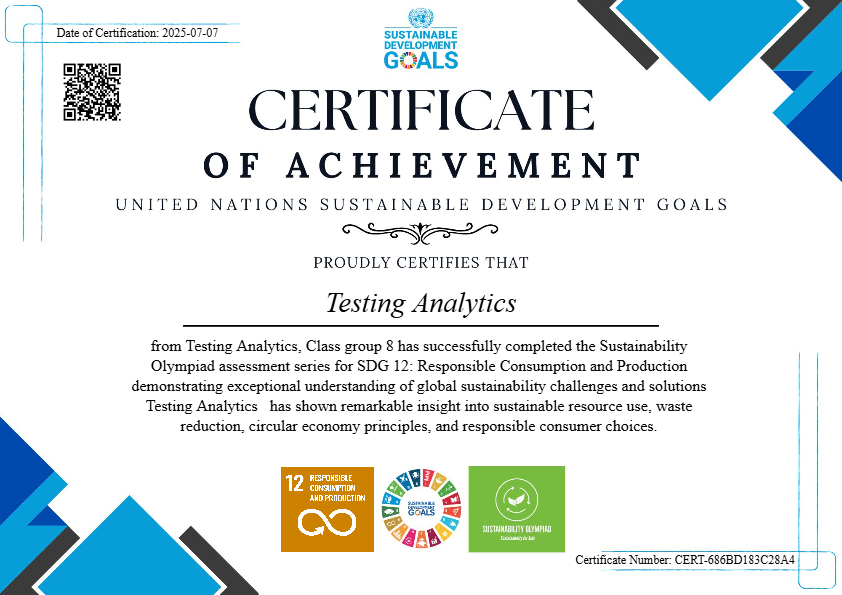 Date of Certification: 2025-07-07
SUSTAINABLE
DEVELOPMENT
GOALS
CERTIFICATE
OF ACHIEVEMENT
UNITED NATIONS SUSTAINABLE DEVELOPMENT GOALS
PROUDLY CERTIFIES THAT
Testing Analytics
from Testing Analytics, Class group 8 has successfully completed the Sustainability
Olympiad assessment series for SDG 12: Responsible Consumption and Production
demonstrating exceptional understanding of global sustainability challenges and solutions
Testing Analytics has shown remarkable insight into sustainable resource use, waste
reduction, circular economy principles, and responsible consumer choices.
12 RESPONSIBLE
CONSUMPTION
AND PRODUCTION
SUSTAINABLE
DEVELOPMENT
GOALS
SUSTAINABILITY OLYMPIAD
Sustainability for Kids
Certificate Number: CERT-686BD183C28A4